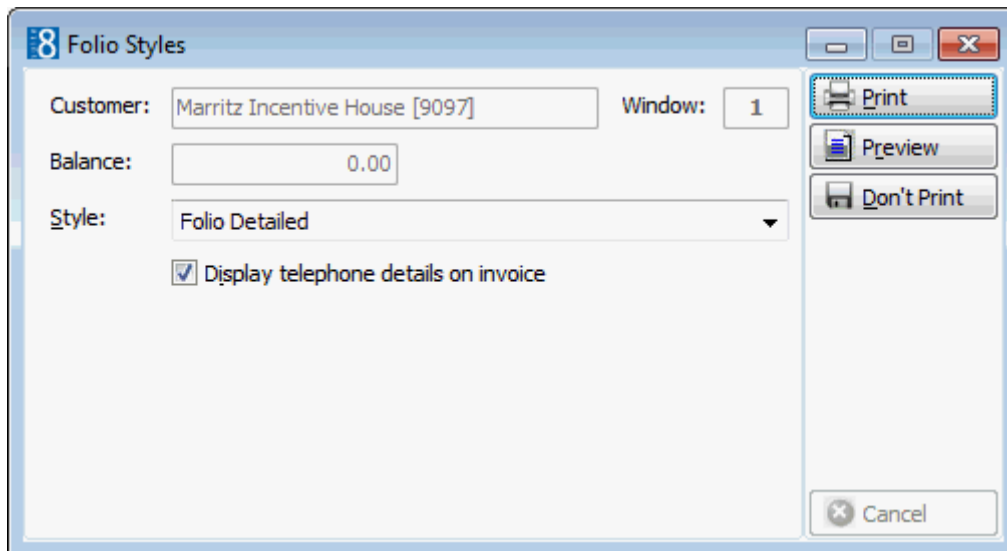 8 Folio Styles
Customer: Marritz Incentive House [9097] Window: 1
Balance: 0.00
Style: Folio Detailed
Display telephone details on invoice
Print
Preview
Don't Print
Cancel